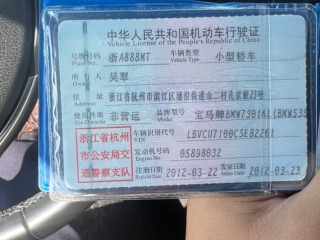 中华人民共和国机动车行驶证
Vehicle License of the People's Republic of China
号牌号码 浙A888MT 车辆类型 小型轿车
Plate No. Vehicle Type
所有人 吴翠
Owner
住址 浙江省杭州市滨江区浦沿街道山二村孔家埭23号
Address
使用性质 非营运 品牌型号 宝马牌BMW7301KL(BMW535
Use Character Model
浙江省杭州市公安局交通警察支队
车辆识别代号 LBVCU7100CSE82261
VIN
发动机号码 05898032
Engine No.
注册日期 2012-03-22 发证日期 2012-03-23
Register Date Issue Date